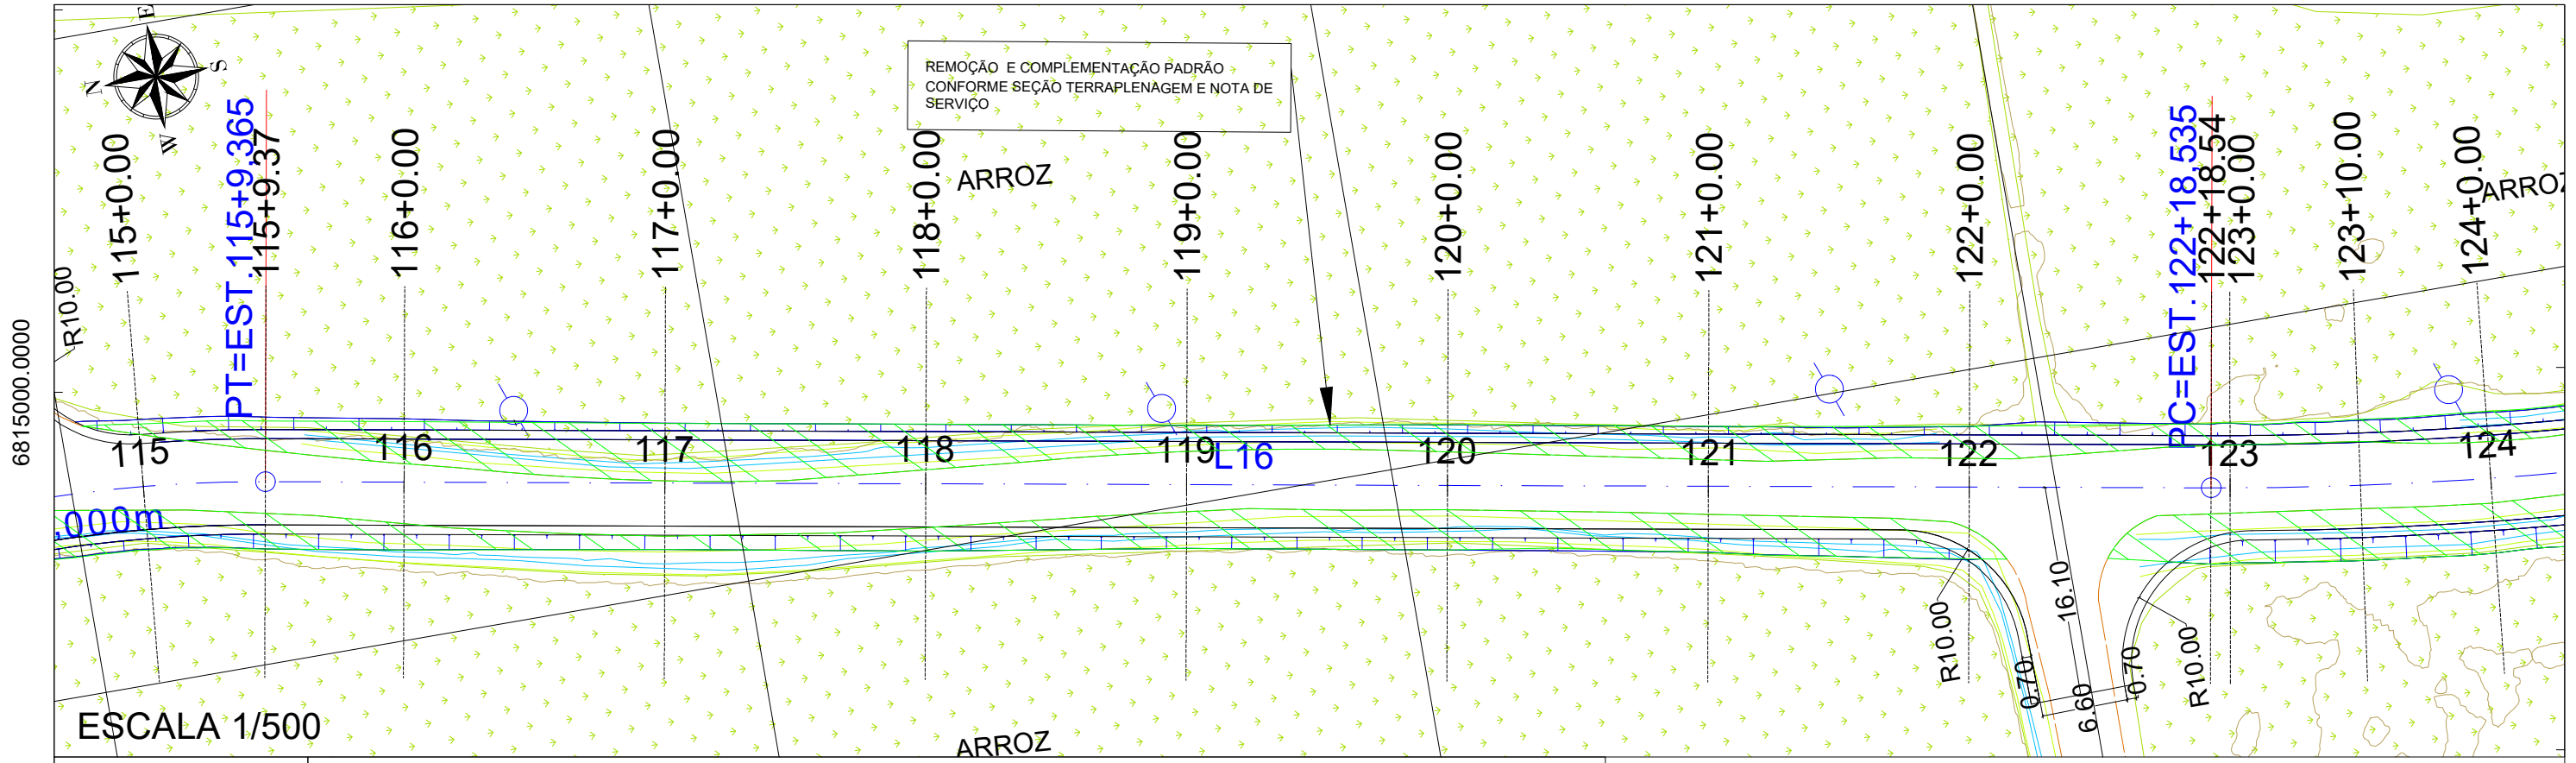 E
N
S
W
REMOÇÃO E COMPLEMENTAÇÃO PADRÃO
CONFORME SEÇÃO TERRAPLENAGEM E NOTA DE
SERVIÇO
115+0.00
PT=EST.115+9,365
115+9.37
116+0.00
117+0.00
118+0.00
ARROZ
119+0.00
120+0.00
121+0.00
122+0.00
PC=EST.122+18,535
122+18.54
123+0.00
123+10.00
124+0.00
ARROZ
R10.00
6815000.0000
115
116
117
118
119
L16
120
121
122
123
124
,000m
R10.00
16.10
R10.00
0.70
6.60
0.70
ESCALA 1/500
ARROZ